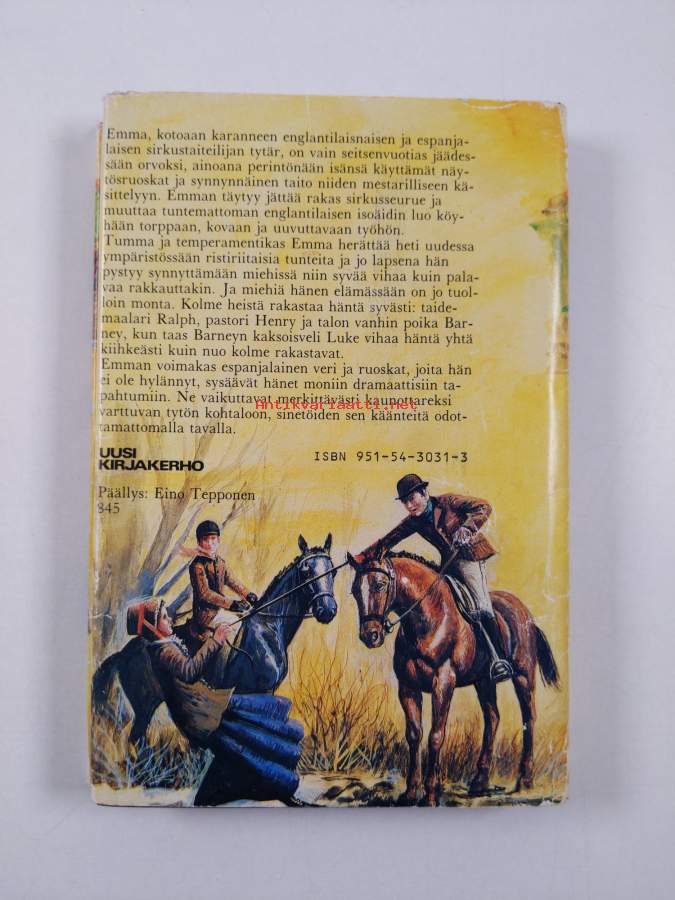 Emma, kotoaan karanneen englantilaisnaisen ja espanja-
laisen sirkustaiteilijan tytär, on vain seitsenvuotias jäädes-
sään orvoksi, ainoana perintönään isänsä käyttämät näy-
tösruoskat ja synnynnäinen taito niiden mestarilliseen kä-
sittelyyn. Emman täytyy jättää rakas sirkusseurue ja
muuttaa tuntemattoman englantilaisen isoäidin luo köy-
hään torppaan, kovaan ja uuvuttavaan työhön.
Tumma ja temperamentikas Emma herättää heti uudessa
ympäristössään ristiriitaisia tunteita ja jo lapsena hän
pystyy synnyttämään miehissä niin syvää vihaa kuin pala-
vaa rakkauttakin. Ja miehiä hänen elämässään on jo tuol-
loin monta. Kolme heistä rakastaa häntä syvästi: taide-
maalari Ralph, pastori Henry ja talon vanhin poika Bar-
ney, kun taas Barneyn kaksoisveli Luke vihaa häntä yhtä
kiihkeästi kuin nuo kolme rakastavat.
Emman voimakas espanjalainen veri ja ruoskat, joita hän
ei ole hylännyt, sysäävät hänet moniin dramaattisiin ta-
pahtumiin. Ne vaikuttavat merkittävästi kaunottareksi
Antikvariaatti.net
varttuvan tytön kohtaloon, sinetöiden sen käänteitä odot-
tamattomalla tavalla.
UUSI
KIRJAKERHO
ISBN 951-54-3031-3
Päällys: Eino Tepponen
845